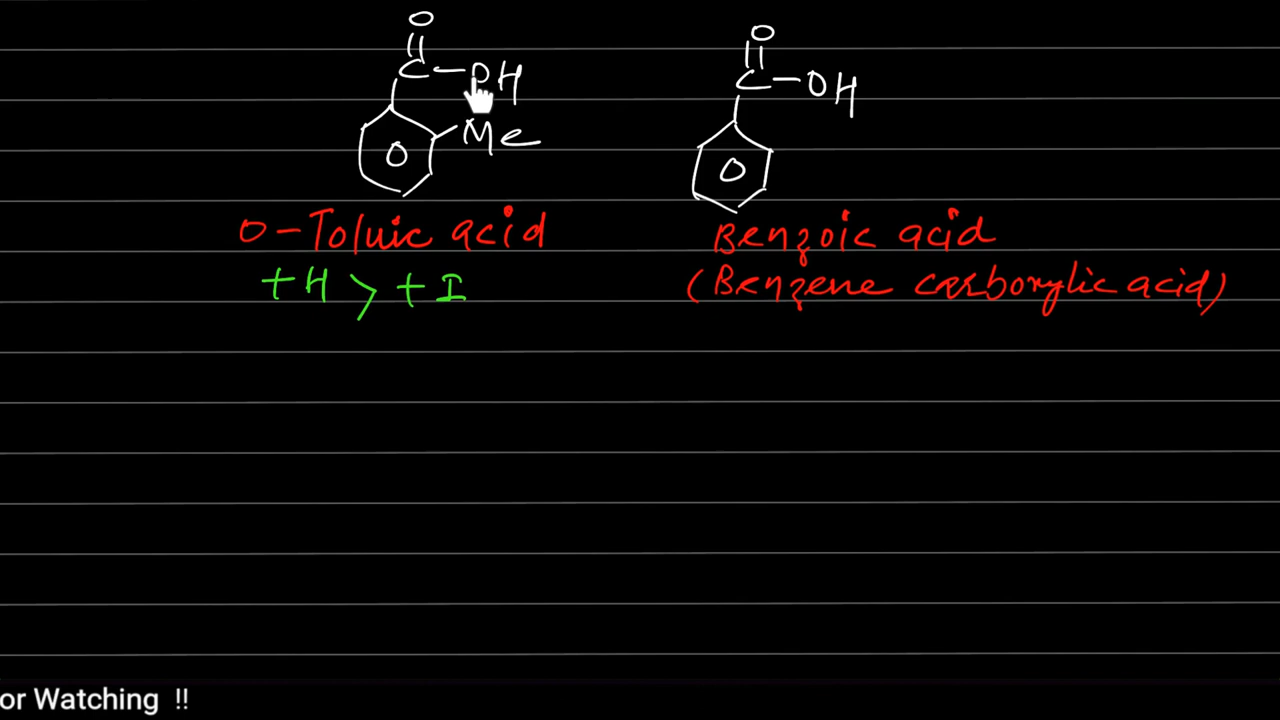 O O
C-OH C-OH
Me
O O
O-Toluic acid Benzoic acid
+H > +I (Benzene carboxylic acid)
or Watching !!